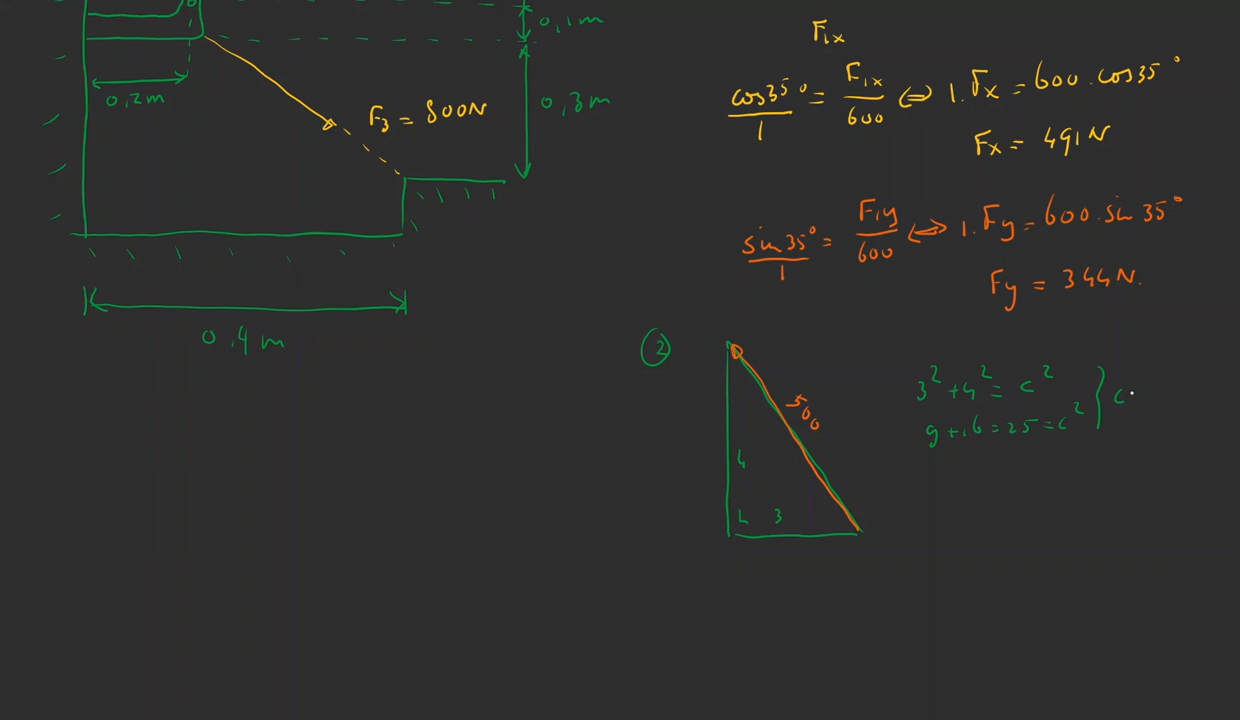 0,1m
0,2m
F₃ = 800N
0,3m
0,4m
F₁ₓ
cos35°/1 = F₁ₓ/600 ⇔ 1.Fₓ = 600.cos35°
Fₓ = 491N
sin35°/1 = F₁y/600 ⇔ 1.Fy = 600.sin35°
Fy = 344N.
②
500
4
3
3² + 4² = c²
9+16=25=c² } c